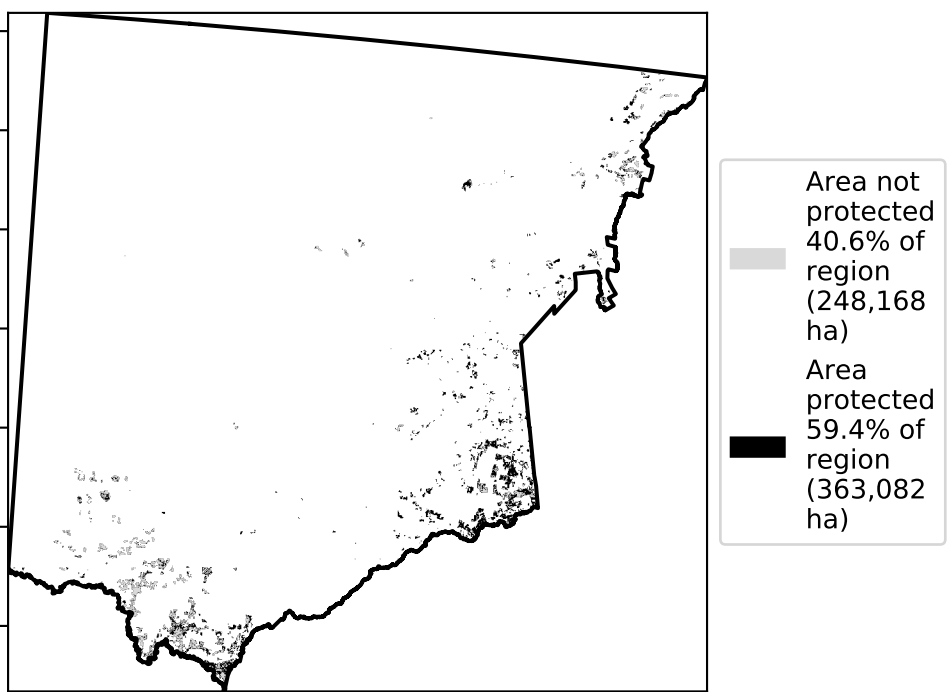 Area not
protected
40.6% of
region
(248,168
ha)
Area
protected
59.4% of
region
(363,082
ha)